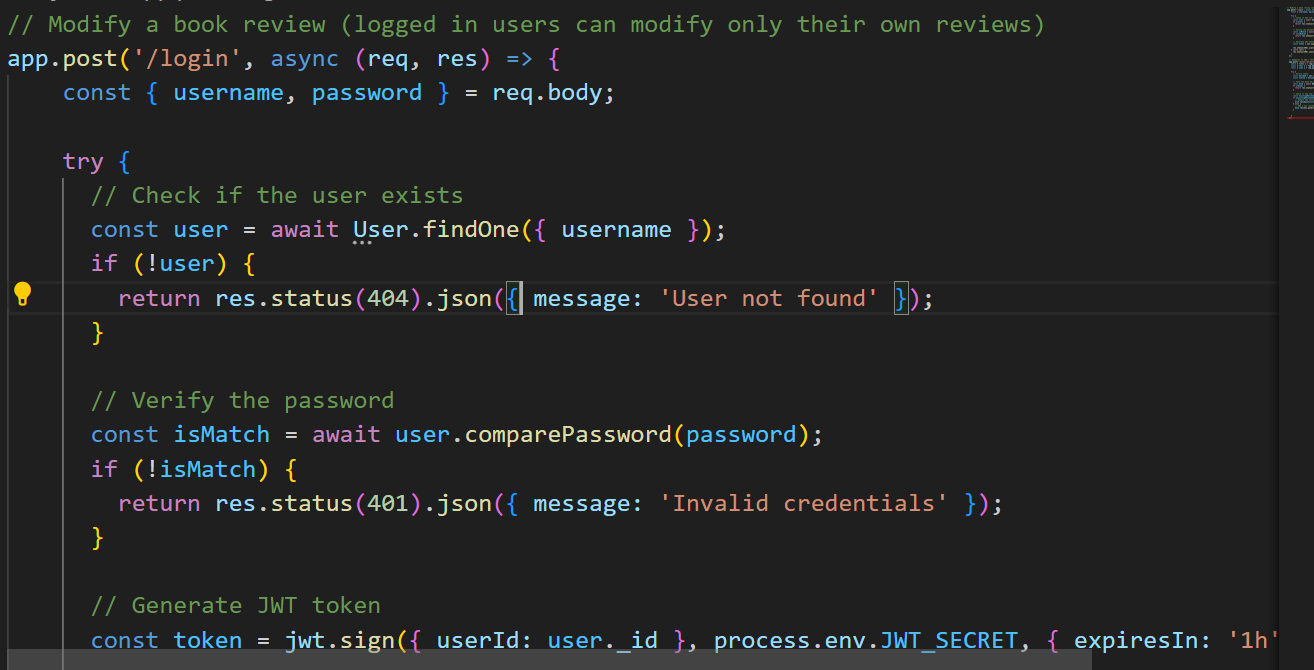 // Modify a book review (logged in users can modify only their own reviews)
app.post('/login', async (req, res) => {
    const { username, password } = req.body;

    try {
      // Check if the user exists
      const user = await User.findOne({ username });
      if (!user) {
        return res.status(404).json({ message: 'User not found' });
      }

      // Verify the password
      const isMatch = await user.comparePassword(password);
      if (!isMatch) {
        return res.status(401).json({ message: 'Invalid credentials' });
      }

      // Generate JWT token
      const token = jwt.sign({ userId: user._id }, process.env.JWT_SECRET, { expiresIn: '1h'